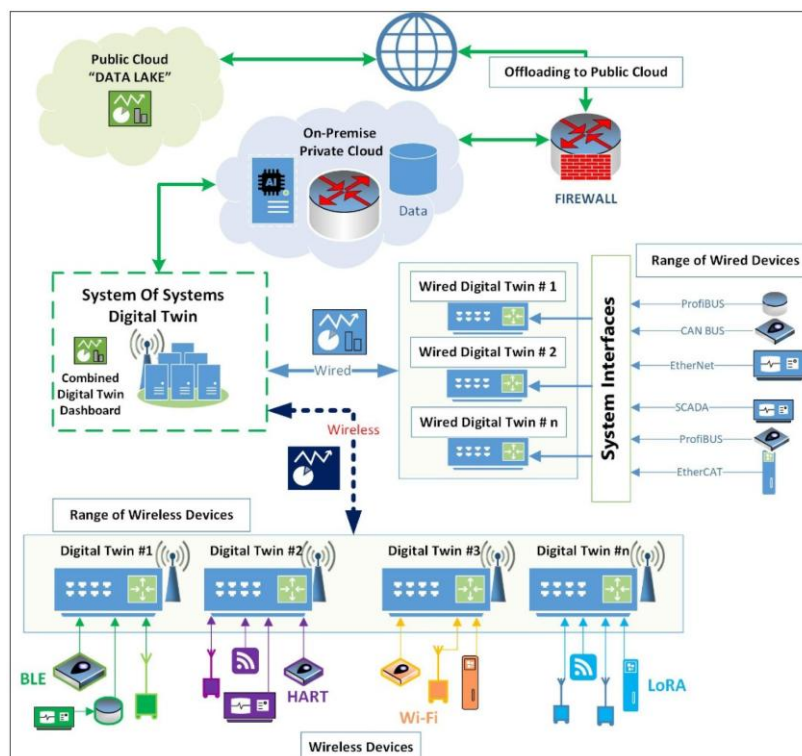 Public Cloud
“DATA LAKE”
Offloading to Public Cloud
On-Premise
Private Cloud
AI
Data
FIREWALL
System Of Systems
Digital Twin
Combined
Digital Twin
Dashboard
Wired
Wireless
Wired Digital Twin # 1
Wired Digital Twin # 2
Wired Digital Twin # n
System Interfaces
Range of Wired Devices
ProfiBUS
CAN BUS
EtherNet
SCADA
ProfiBUS
EtherCAT
Range of Wireless Devices
Digital Twin #1
Digital Twin #2
Digital Twin #3
Digital Twin #n
BLE
HART
Wi-Fi
LoRA
Wireless Devices